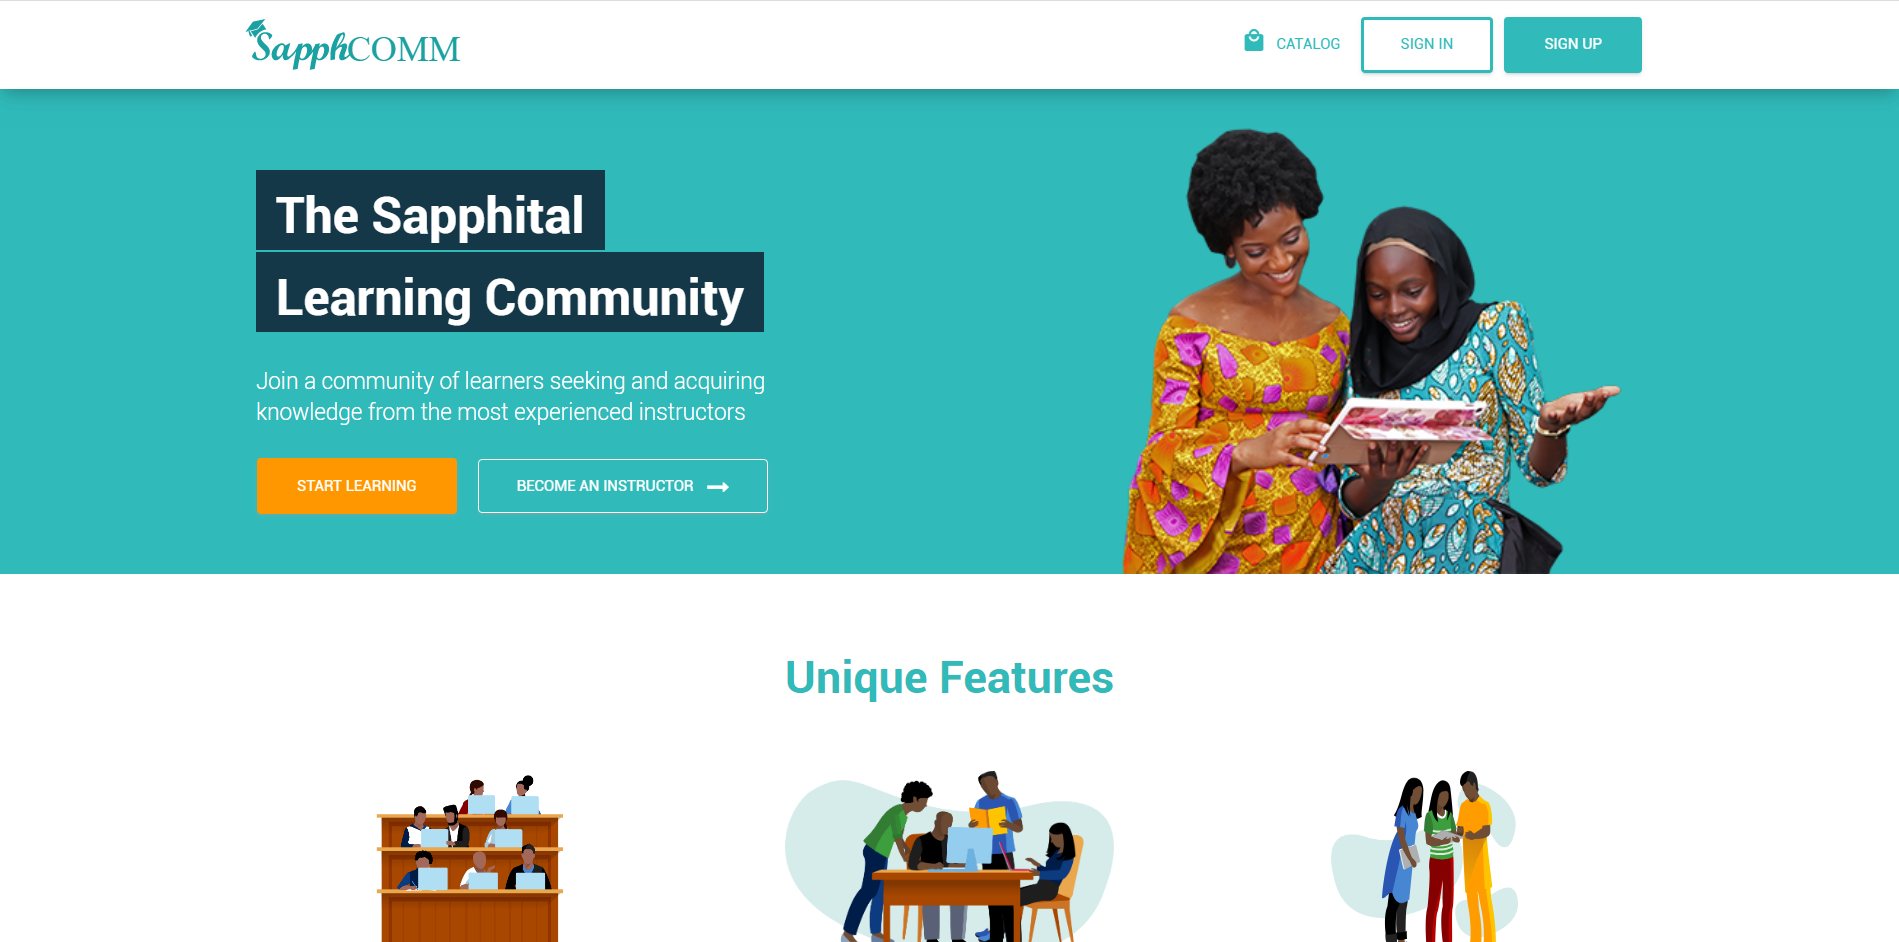 SapphCOMM
CATALOG
SIGN IN
SIGN UP
The Sapphital
Learning Community
Join a community of learners seeking and acquiring
knowledge from the most experienced instructors
START LEARNING
BECOME AN INSTRUCTOR
Unique Features